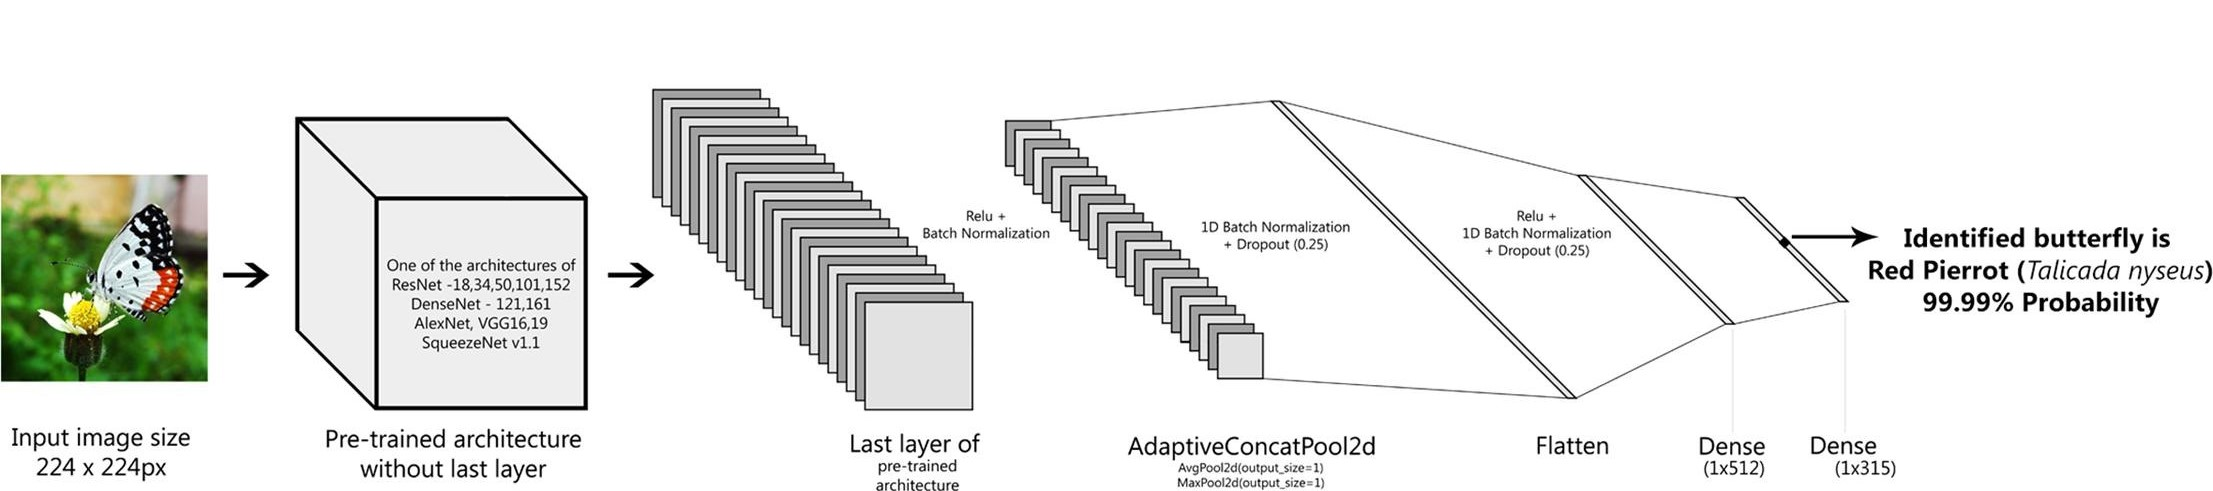 Input image size
224 x 224px
One of the architectures of
ResNet -18,34,50,101,152
DenseNet - 121,161
AlexNet, VGG16,19
SqueezeNet v1.1
Pre-trained architecture
without last layer
Last layer of
pre-trained
architecture
Relu +
Batch Normalization
AdaptiveConcatPool2d
AvgPool2d(output_size=1)
MaxPool2d(output_size=1)
1D Batch Normalization
+ Dropout (0.25)
Flatten
Relu +
1D Batch Normalization
+ Dropout (0.25)
Dense
(1x512)
Dense
(1x315)
Identified butterfly is
Red Pierrot (Talicada nyseus)
99.99% Probability